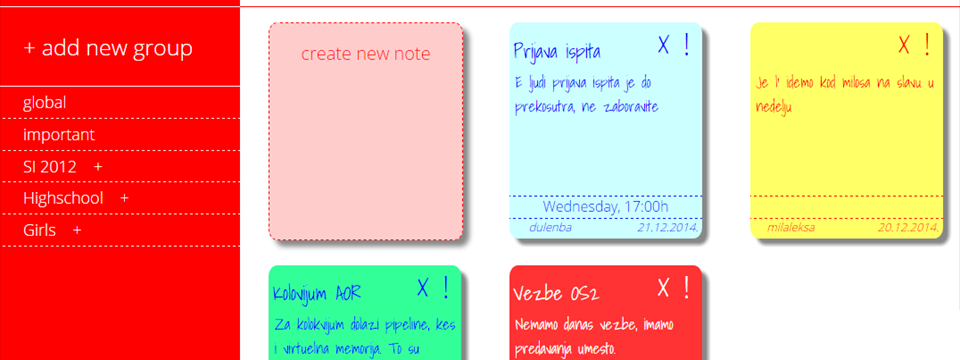 + add new group
global
important
SI 2012 +
Highschool +
Girls +
create new note
Prijava ispita X !
E ljudi prijava ispita je do
prekosutra, ne zaboravite
Wednesday, 17:00h
dulenba 21.12.2014.
X !
Je l' idemo kod milosa na slavu u
nedelju
milaleksa 20.12.2014.
Kolovijum AOR X !
Za kolokvijum dolazi pipeline, kes
i virtuelna memorija. To su
Vezbe OS2 X !
Nemamo danas vezbe, imamo
predavanja umesto.